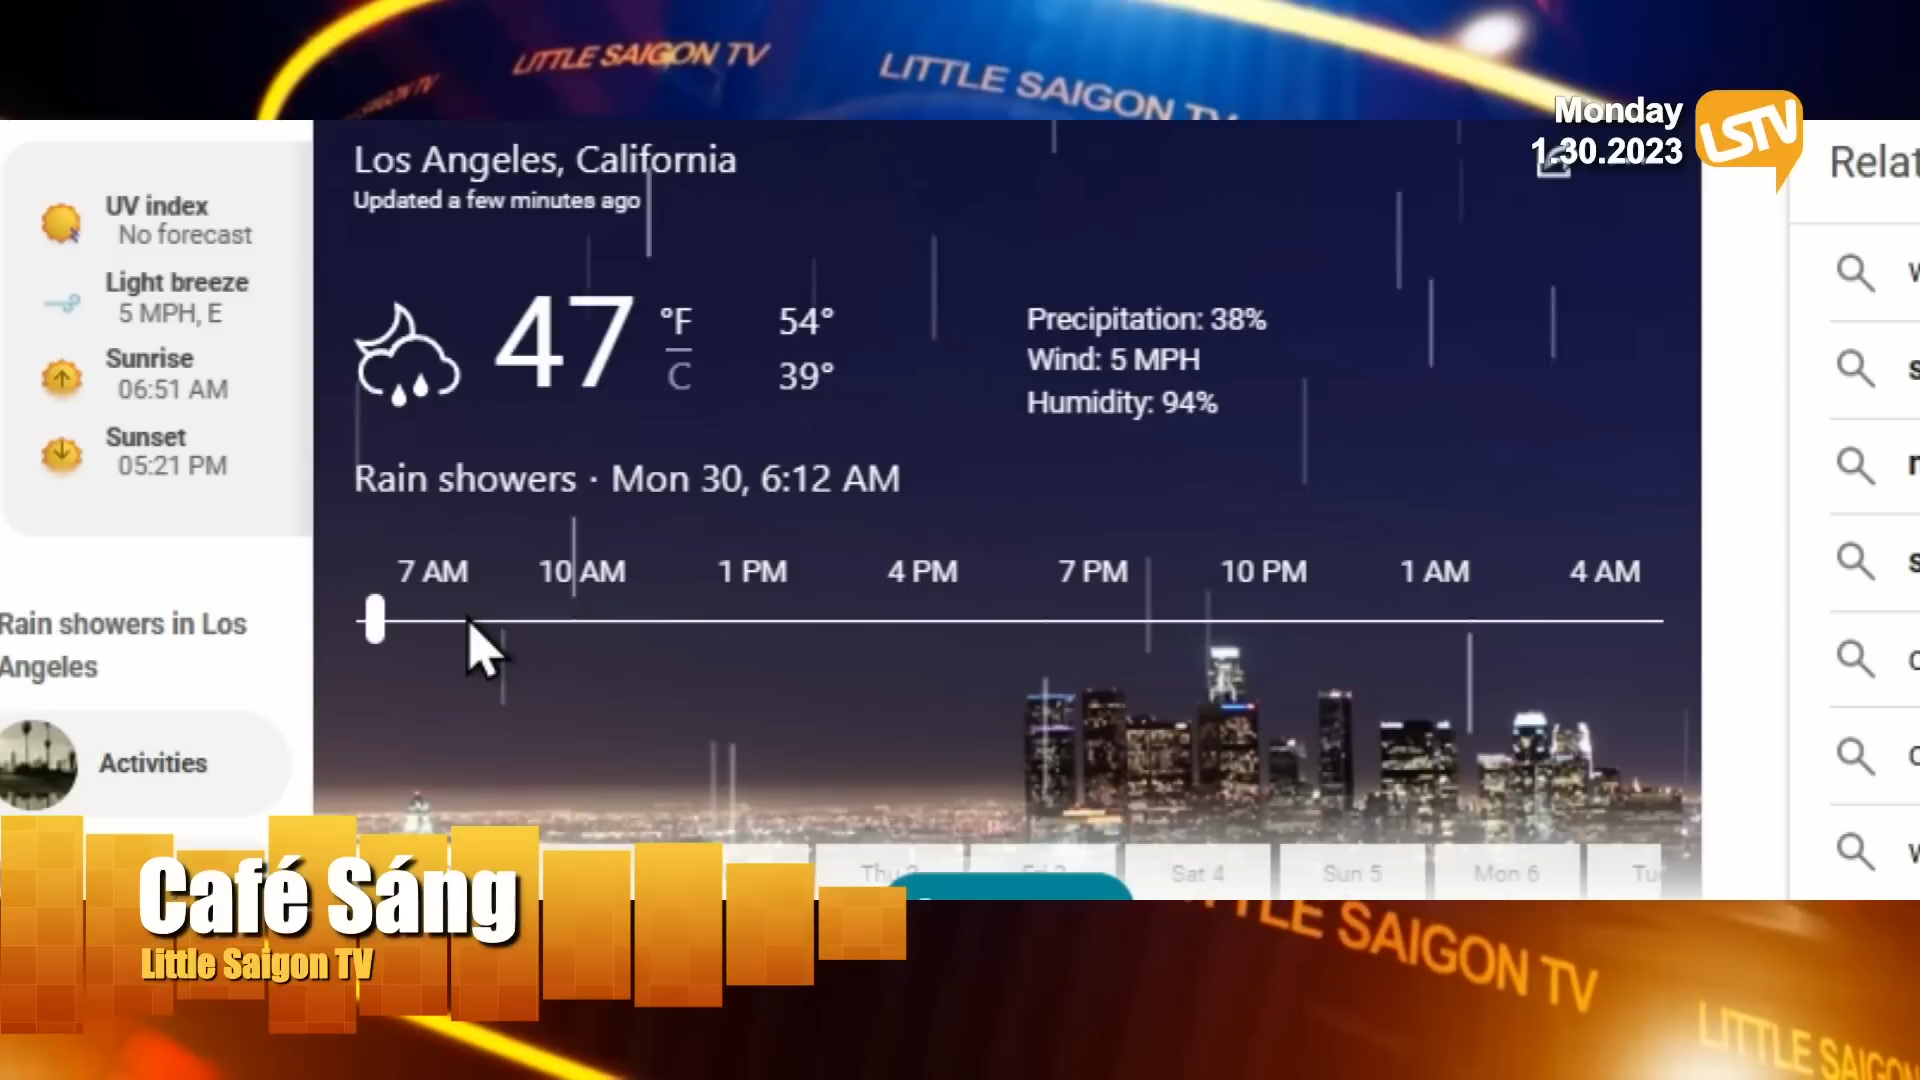 LITTLE SAIGON TV
LITTLE SAIGON TV
Monday
1.30.2023
LSTV
Los Angeles, California
Updated a few minutes ago
Relat
UV index
No forecast
Light breeze
5 MPH, E
Sunrise
06:51 AM
Sunset
05:21 PM
47 °F C
54°
39°
Precipitation: 38%
Wind: 5 MPH
Humidity: 94%
Rain showers · Mon 30, 6:12 AM
7 AM 10 AM 1 PM 4 PM 7 PM 10 PM 1 AM 4 AM
Rain showers in Los
Angeles
Activities
Sat 4 Sun 5 Mon 6
Café Sáng
Little Saigon TV
LITTLE SAIGON TV
LITTLE SAIGON